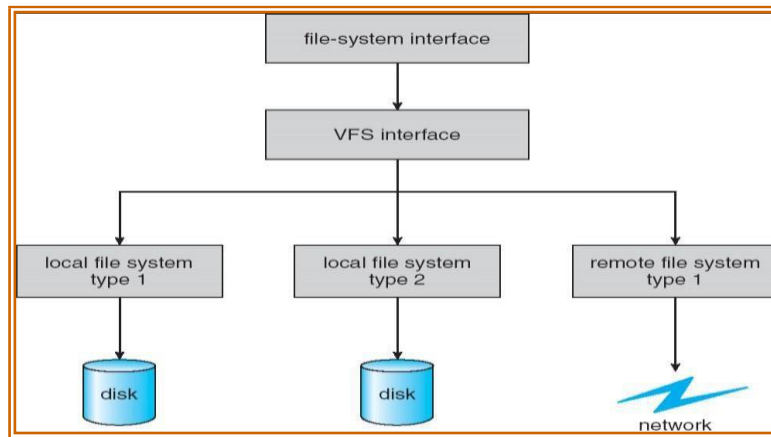 file-system interface
VFS interface
local file system
type 1
local file system
type 2
remote file system
type 1
disk
disk
network